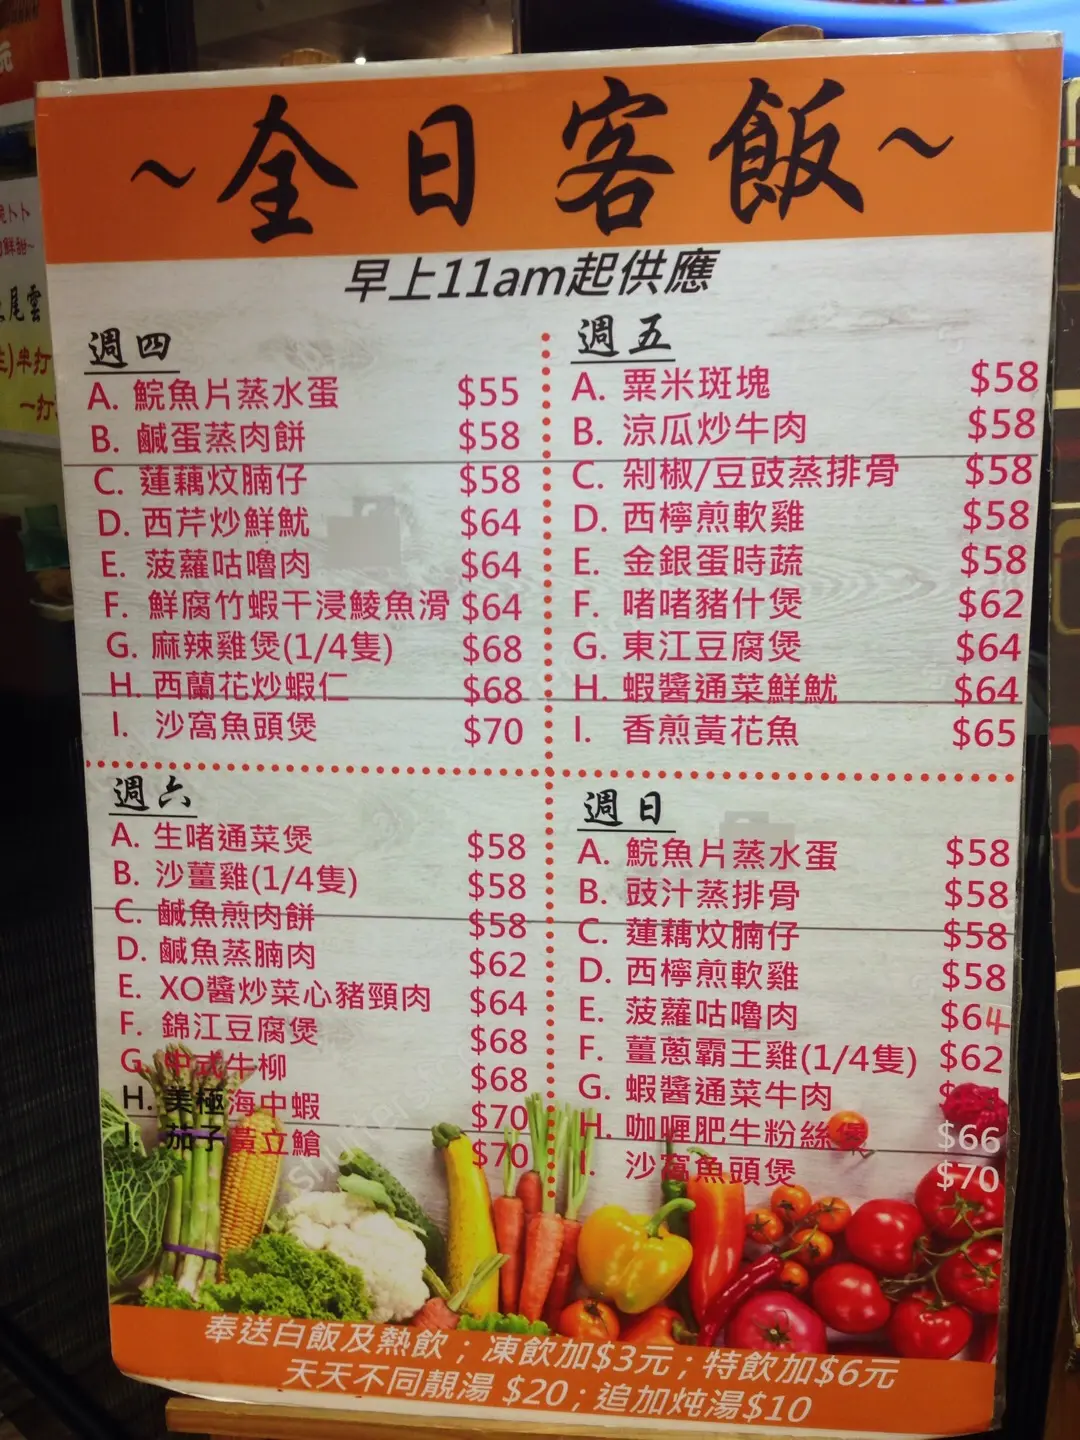 ~全日客飯~
早上11am起供應
週四
A. 鯇魚片蒸水蛋 $55
B. 鹹蛋蒸肉餅 $58
C. 蓮藕炆腩仔 $58
D. 西芹炒鮮魷 $64
E. 菠蘿咕嚕肉 $64
F. 鮮腐竹蝦干浸鯪魚滑 $64
G. 麻辣雞煲(1/4隻) $68
H. 西蘭花炒蝦仁 $68
I. 沙窩魚頭煲 $70
週五
A. 粟米斑塊 $58
B. 涼瓜炒牛肉 $58
C. 剁椒/豆豉蒸排骨 $58
D. 西檸煎軟雞 $58
E. 金銀蛋時蔬 $58
F. 啫啫豬什煲 $62
G. 東江豆腐煲 $64
H. 蝦醬通菜鮮魷 $64
I. 香煎黃花魚 $65
週六
A. 生啫通菜煲 $58
B. 沙薑雞(1/4隻) $58
C. 鹹魚煎肉餅 $58
D. 鹹魚蒸腩肉 $62
E. XO醬炒菜心豬頸肉 $64
F. 錦江豆腐煲 $68
G. 中式牛柳 $68
H. 美極海中蝦 $70
I. 茄子黃立鯧 $70
週日
A. 鯇魚片蒸水蛋 $58
B. 豉汁蒸排骨 $58
C. 蓮藕炆腩仔 $58
D. 西檸煎軟雞 $58
E. 菠蘿咕嚕肉 $64
F. 薑蔥霸王雞(1/4隻) $62
G. 蝦醬通菜牛肉
H. 咖喱肥牛粉絲煲 $66
I. 沙窩魚頭煲 $70
奉送白飯及熱飲；凍飲加$3元；特飲加$6元
天天不同靚湯 $20；追加炖湯$10
尾雲